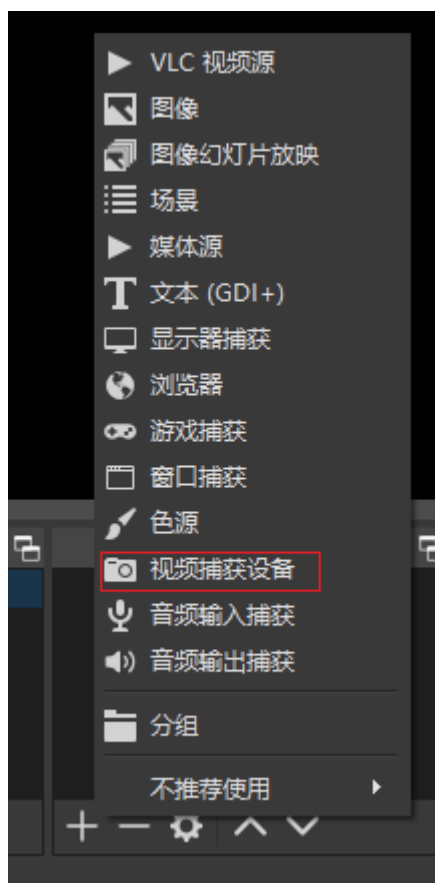 VLC 视频源
图像
图像幻灯片放映
场景
媒体源
文本 (GDI+)
显示器捕获
浏览器
游戏捕获
窗口捕获
色源
视频捕获设备
音频输入捕获
音频输出捕获
分组
不推荐使用